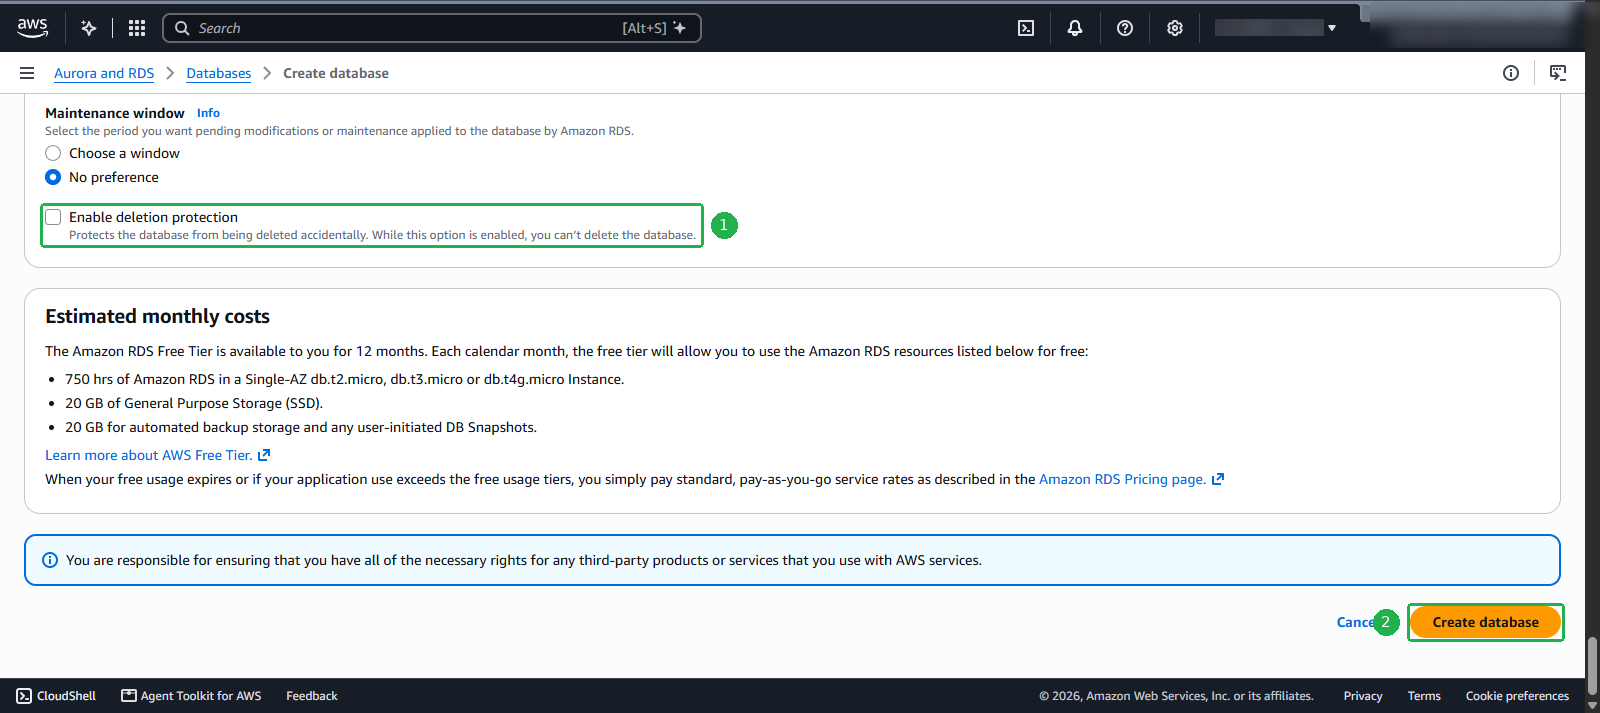 aws
Search [Alt+S]
Aurora and RDS > Databases > Create database
Maintenance window Info
Select the period you want pending modifications or maintenance applied to the database by Amazon RDS.
Choose a window
No preference
Enable deletion protection
1
Protects the database from being deleted accidentally. While this option is enabled, you can't delete the database.
Estimated monthly costs
The Amazon RDS Free Tier is available to you for 12 months. Each calendar month, the free tier will allow you to use the Amazon RDS resources listed below for free:
• 750 hrs of Amazon RDS in a Single-AZ db.t2.micro, db.t3.micro or db.t4g.micro Instance.
• 20 GB of General Purpose Storage (SSD).
• 20 GB for automated backup storage and any user-initiated DB Snapshots.
Learn more about AWS Free Tier.
When your free usage expires or if your application use exceeds the free usage tiers, you simply pay standard, pay-as-you-go service rates as described in the Amazon RDS Pricing page.
You are responsible for ensuring that you have all of the necessary rights for any third-party products or services that you use with AWS services.
Cance 2 Create database
CloudShell Agent Toolkit for AWS Feedback © 2026, Amazon Web Services, Inc. or its affiliates. Privacy Terms Cookie preferences